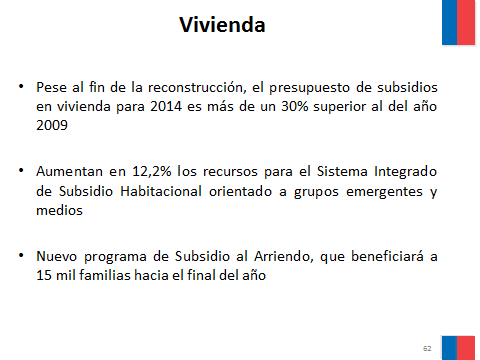 Vivienda
• Pese al fin de la reconstrucción, el presupuesto de subsidios
en vivienda para 2014 es más de un 30% superior al del año
2009
• Aumentan en 12,2% los recursos para el Sistema Integrado
de Subsidio Habitacional orientado a grupos emergentes y
medios
• Nuevo programa de Subsidio al Arriendo, que beneficiará a
15 mil familias hacia el final del año
62